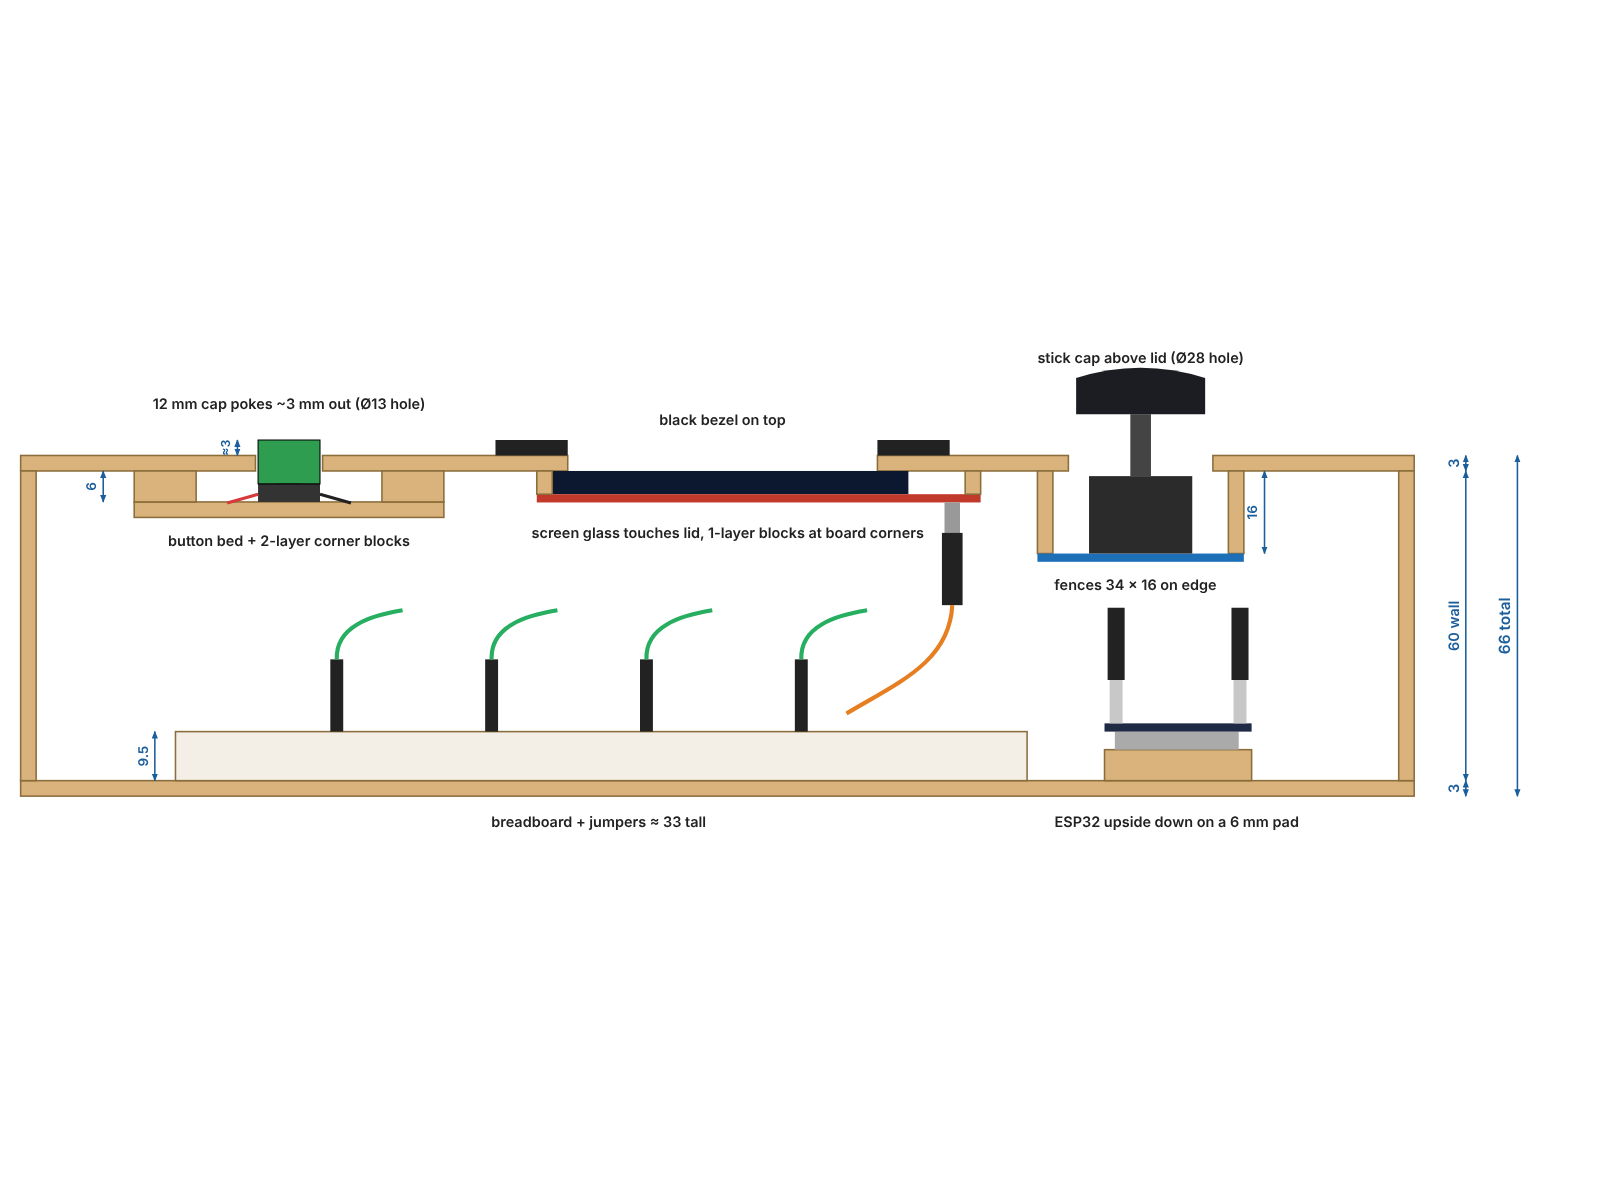 stick cap above lid (Ø28 hole)
12 mm cap pokes ~3 mm out (Ø13 hole)
black bezel on top
≈3
3
6
16
screen glass touches lid, 1-layer blocks at board corners
button bed + 2-layer corner blocks
fences 34 × 16 on edge
60 wall
66 total
9.5
3
breadboard + jumpers ≈ 33 tall
ESP32 upside down on a 6 mm pad